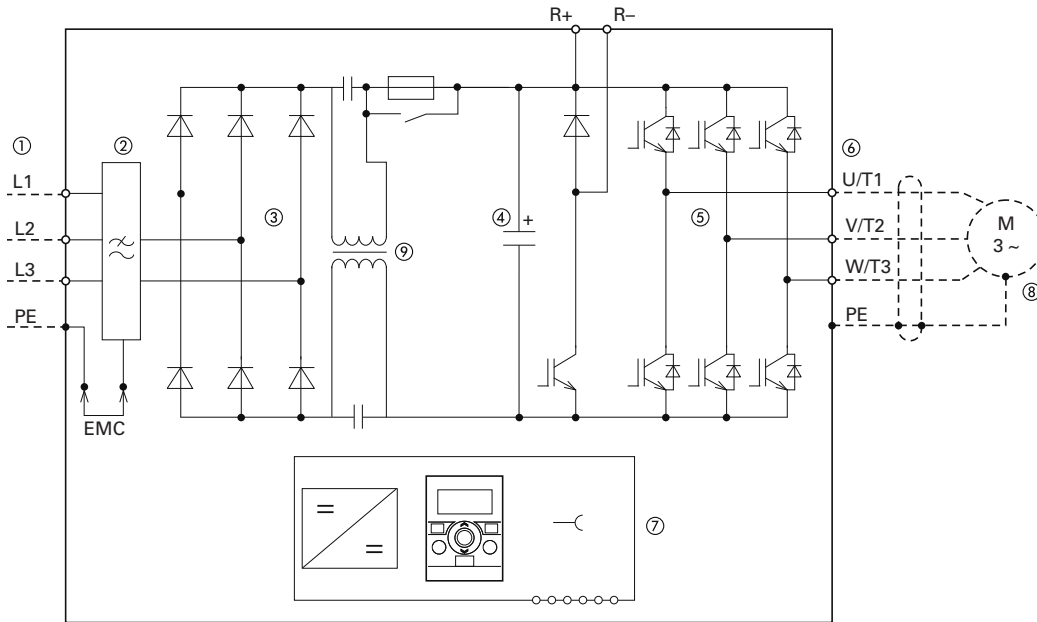 R+ R−
① ②
L1
L2 ③
L3
PE
EMC
⑨
④ +
⑤
⑥
U/T1
V/T2
W/T3
PE
M
3 ~
⑧
⑦